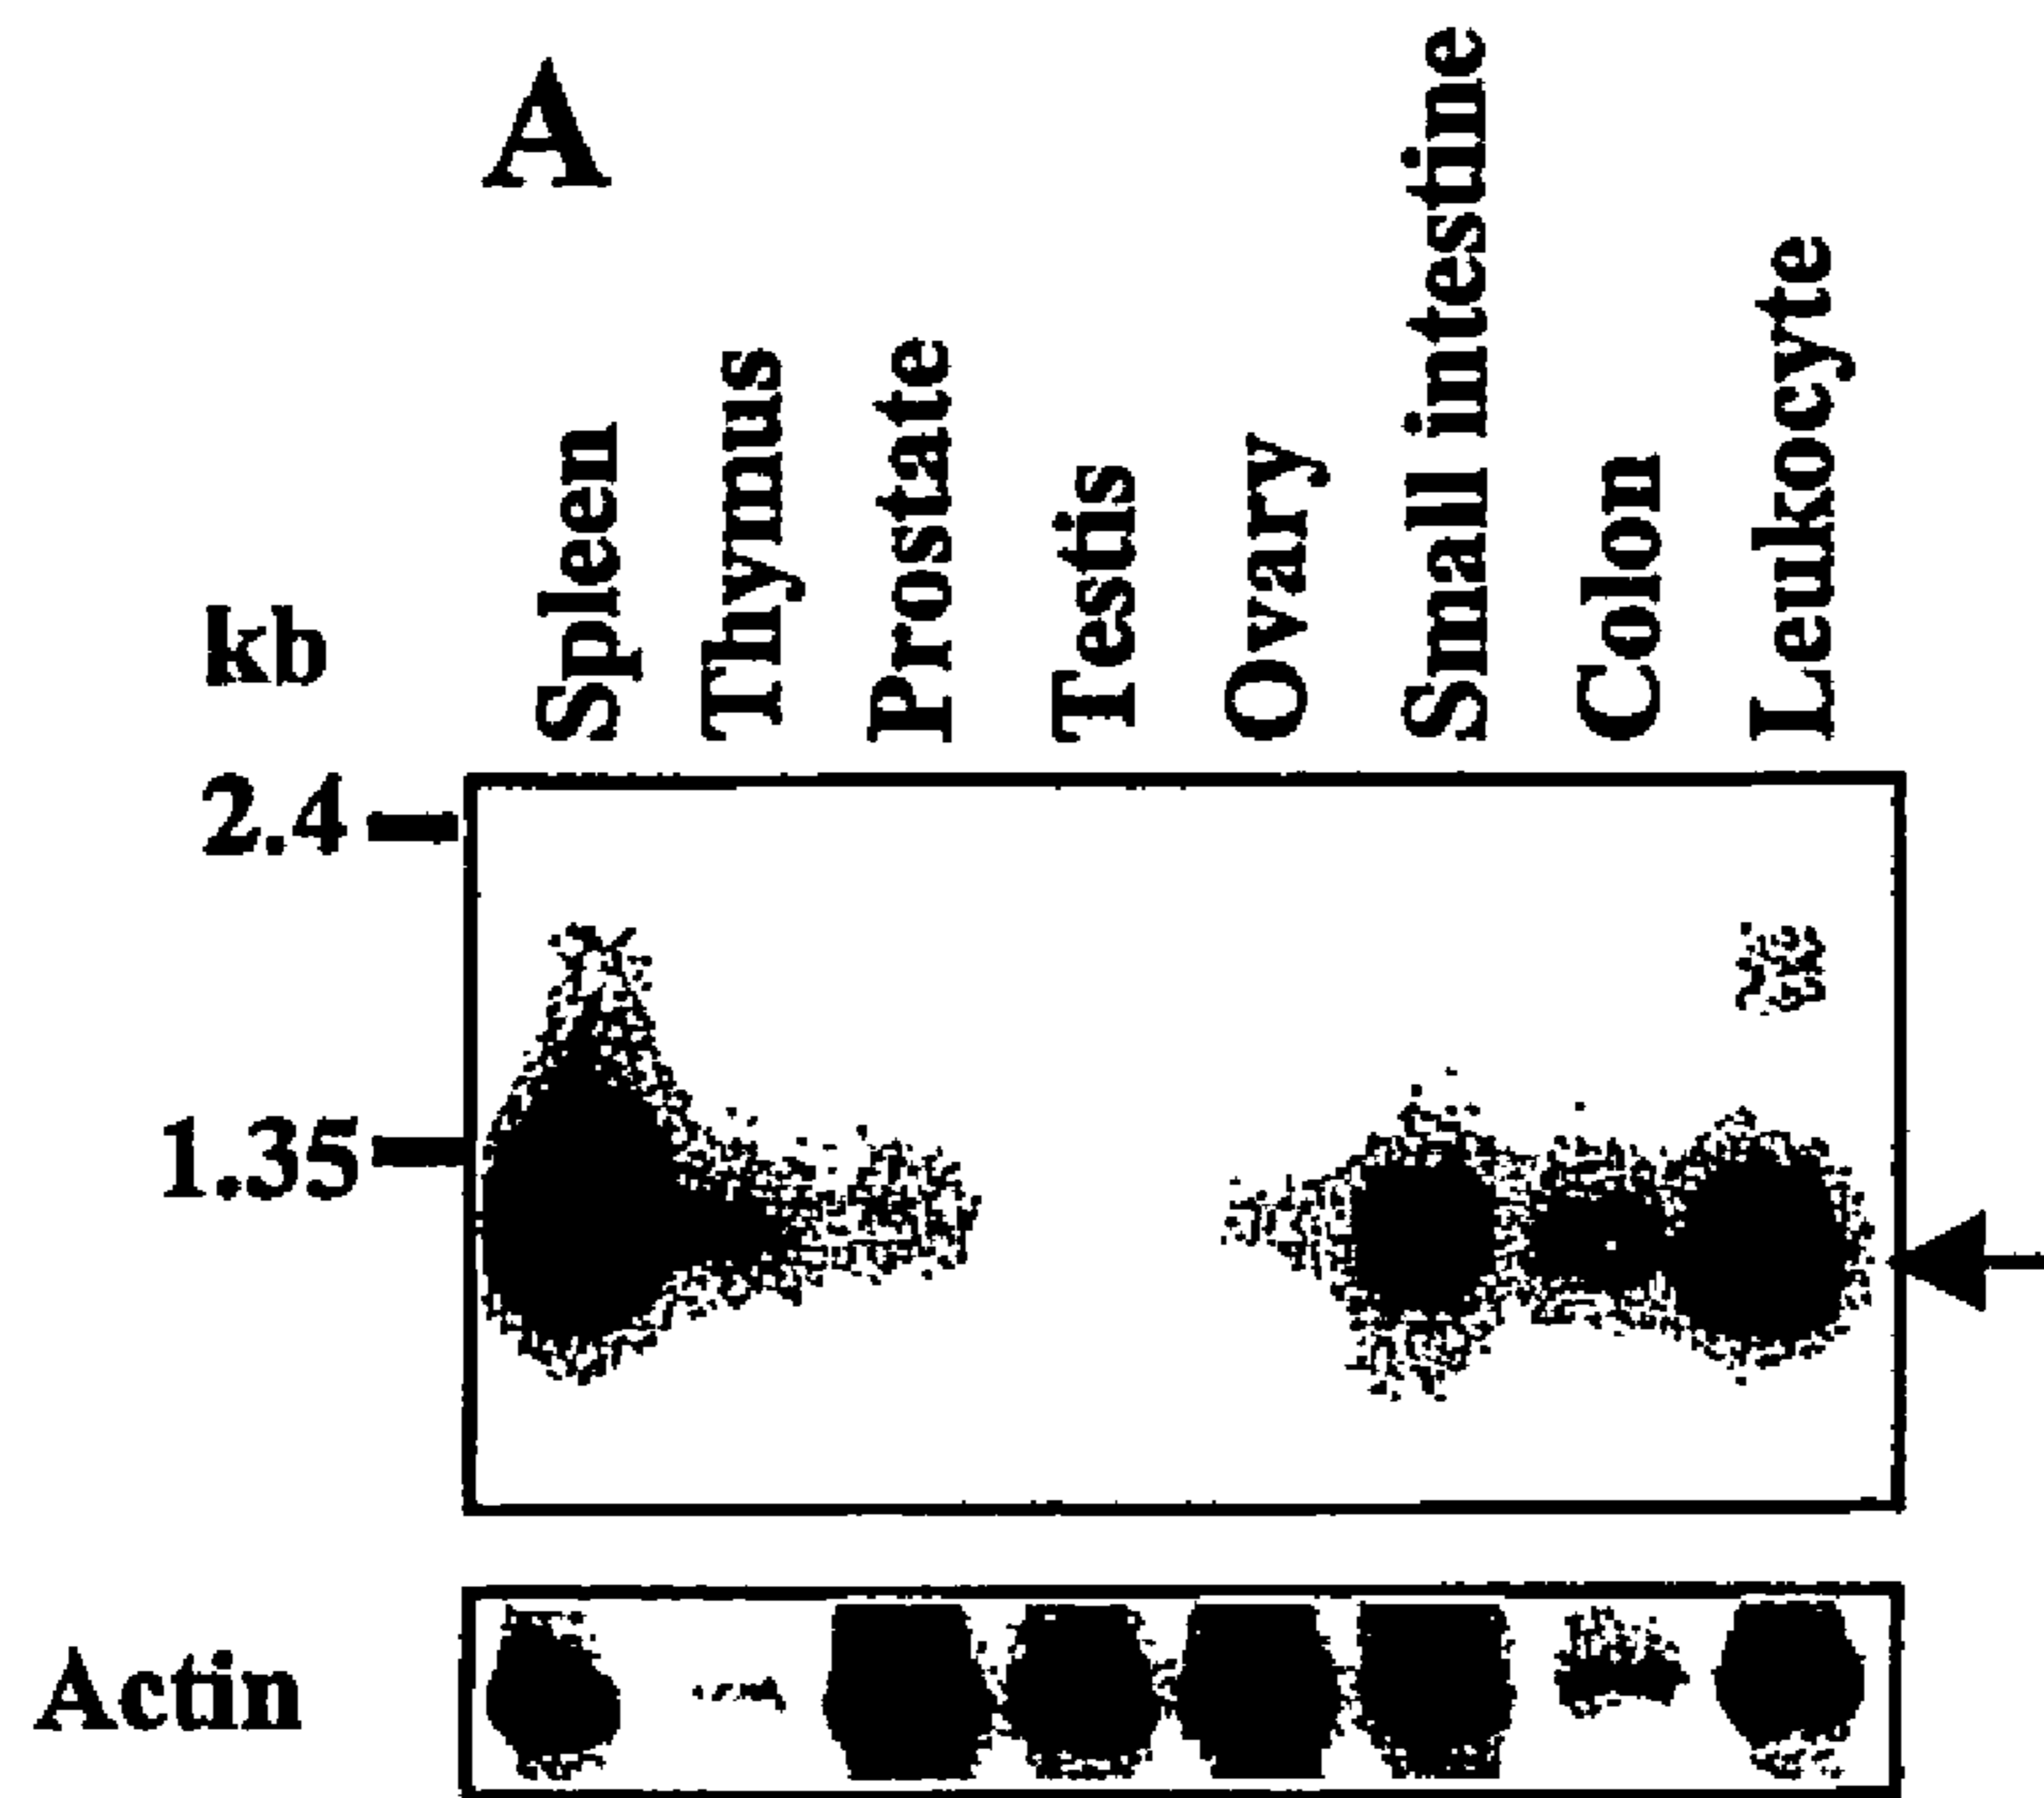 A
kb
Spleen
Thymus
Prostate
Testis
Ovary
Small intestine
Colon
Leukocyte
2.4
1.35
Actin